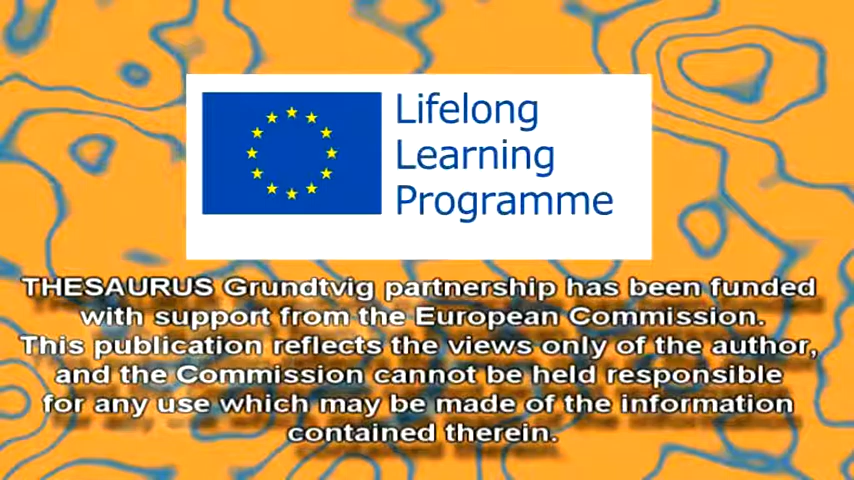 Lifelong
Learning
Programme
THESAURUS Grundtvig partnership has been funded
with support from the European Commission.
This publication reflects the views only of the author,
and the Commission cannot be held responsible
for any use which may be made of the information
contained therein.